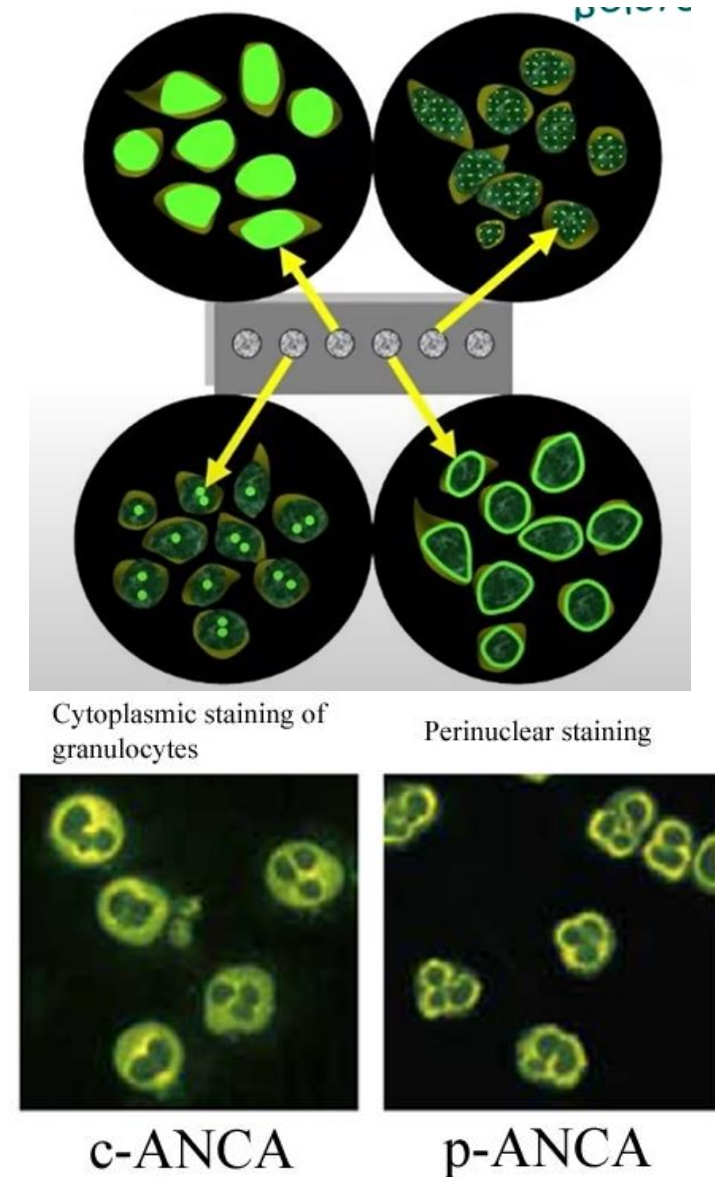 Cytoplasmic staining of
granulocytes
Perinuclear staining
c-ANCA
p-ANCA